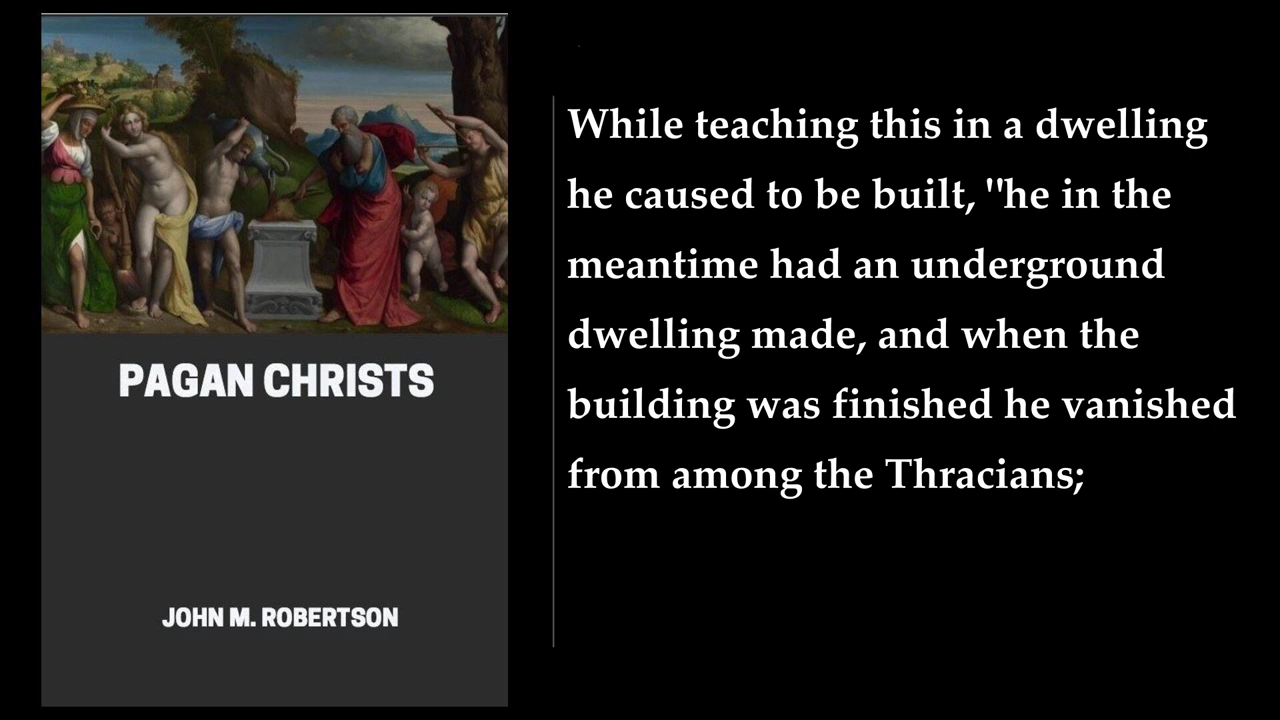 PAGAN CHRISTS
JOHN M. ROBERTSON
While teaching this in a dwelling
he caused to be built, "he in the
meantime had an underground
dwelling made, and when the
building was finished he vanished
from among the Thracians;